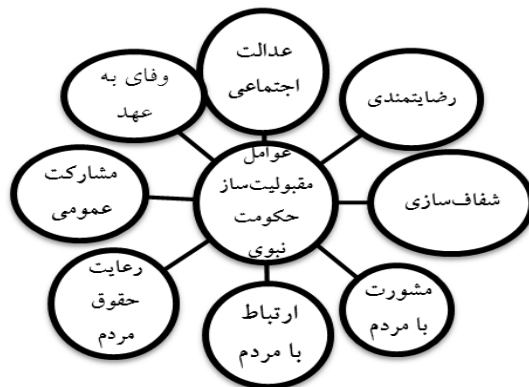 عدالت
اجتماعی
رضایتمندی
شفاف‌سازی
مشورت
با مردم
ارتباط
با مردم
رعایت
حقوق
مردم
مشارکت
عمومی
وفای به
عهد
عوامل
مقبولیت‌ساز
حکومت
نبوی